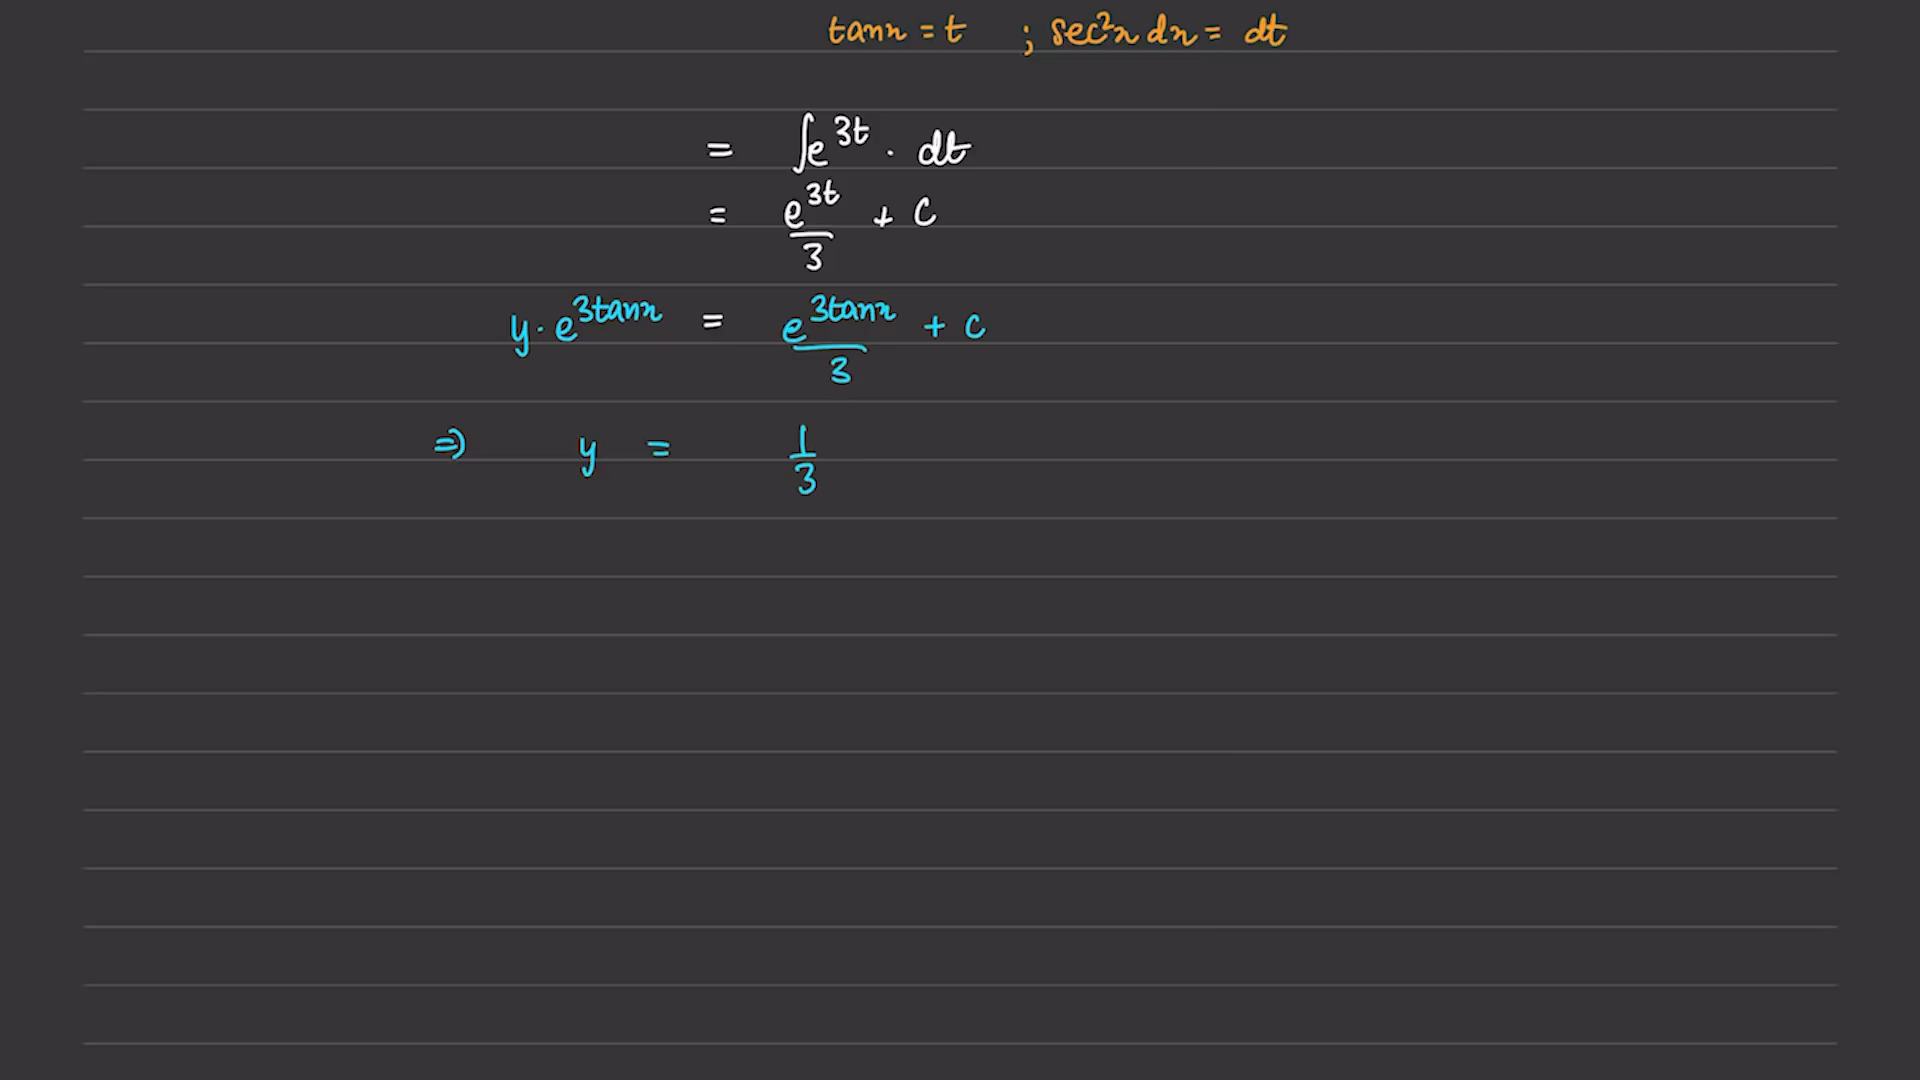 tanx = t ; sec²x dx = dt
= ∫e^{3t} . dt
= e^{3t}/3 + c
y . e^{3tanx} = e^{3tanx}/3 + c
⇒ y = 1/3